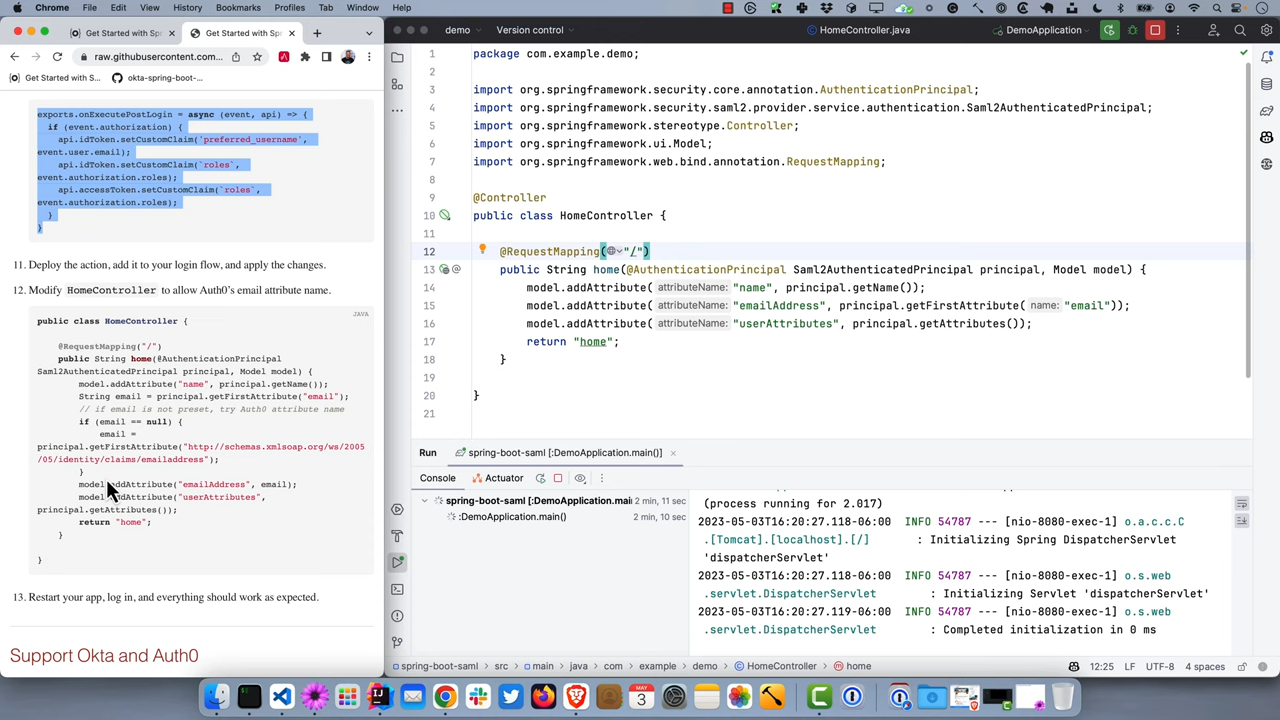 Chrome File Edit View History Bookmarks Profiles Tab Window Help
Get Started with Sp
Get Started with Spr
raw.githubusercontent.com...
Get Started with S...
okta-spring-boot-...
exports.onExecutePostLogin = async (event, api) => {
if (event.authorization) {
api.idToken.setCustomClaim('preferred_username',
event.user.email);
api.idToken.setCustomClaim(`roles`,
event.authorization.roles);
api.accessToken.setCustomClaim(`roles`,
event.authorization.roles);
}
}
11. Deploy the action, add it to your login flow, and apply the changes.
12. Modify HomeController to allow Auth0's email attribute name.
JAVA
public class HomeController {
@RequestMapping("/")
public String home(@AuthenticationPrincipal
Saml2AuthenticatedPrincipal principal, Model model) {
model.addAttribute("name", principal.getName());
String email = principal.getFirstAttribute("email");
// if email is not preset, try Auth0 attribute name
if (email == null) {
email =
principal.getFirstAttribute("http://schemas.xmlsoap.org/ws/2005
/05/identity/claims/emailaddress");
}
model.addAttribute("emailAddress", email);
model.addAttribute("userAttributes",
principal.getAttributes());
return "home";
}
}
13. Restart your app, log in, and everything should work as expected.
Support Okta and Auth0
demo Version control HomeController.java DemoApplication
1 package com.example.demo;
2
3 import org.springframework.security.core.annotation.AuthenticationPrincipal;
4 import org.springframework.security.saml2.provider.service.authentication.Saml2AuthenticatedPrincipal;
5 import org.springframework.stereotype.Controller;
6 import org.springframework.ui.Model;
7 import org.springframework.web.bind.annotation.RequestMapping;
8
9 @Controller
10 public class HomeController {
11
12 @RequestMapping("/")
13 public String home(@AuthenticationPrincipal Saml2AuthenticatedPrincipal principal, Model model) {
14 model.addAttribute( attributeName: "name", principal.getName());
15 model.addAttribute( attributeName: "emailAddress", principal.getFirstAttribute( name: "email"));
16 model.addAttribute( attributeName: "userAttributes", principal.getAttributes());
17 return "home";
18 }
19
20 }
21
Run spring-boot-saml [:DemoApplication.main()]
Console Actuator
spring-boot-saml [:DemoApplication.mai 2 min, 11 sec
:DemoApplication.main() 2 min, 10 sec
(process running for 2.017)
2023-05-03T16:20:27.118-06:00 INFO 54787 --- [nio-8080-exec-1] o.a.c.c.C
.[Tomcat].[localhost].[/] : Initializing Spring DispatcherServlet
'dispatcherServlet'
2023-05-03T16:20:27.118-06:00 INFO 54787 --- [nio-8080-exec-1] o.s.web
.servlet.DispatcherServlet : Initializing Servlet 'dispatcherServlet'
2023-05-03T16:20:27.119-06:00 INFO 54787 --- [nio-8080-exec-1] o.s.web
.servlet.DispatcherServlet : Completed initialization in 0 ms
spring-boot-saml src main java com example demo HomeController home 12:25 LF UTF-8 4 spaces
MAY
3